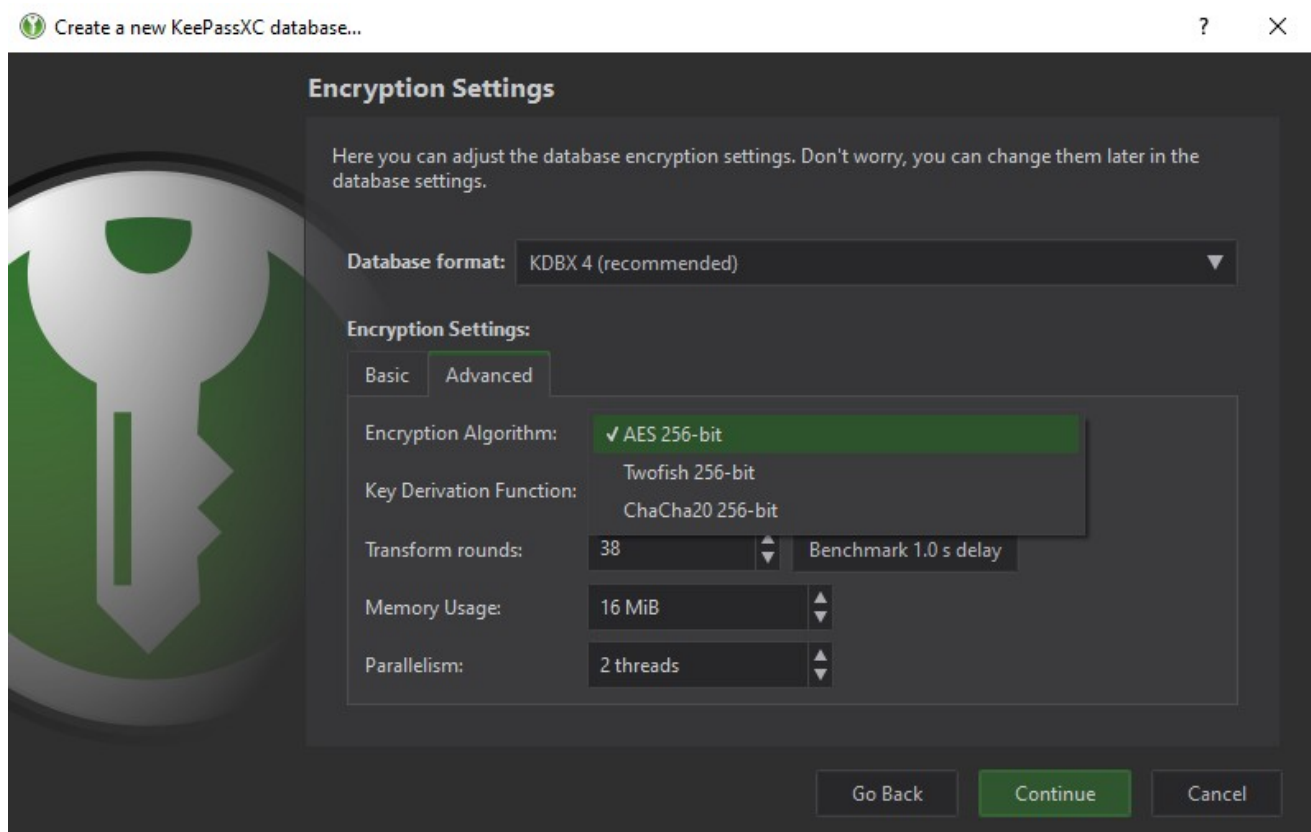 Create a new KeePassXC database...
?
Encryption Settings
Here you can adjust the database encryption settings. Don't worry, you can change them later in the
database settings.
Database format: KDBX 4 (recommended)
Encryption Settings:
Basic Advanced
Encryption Algorithm: ✓ AES 256-bit
Twofish 256-bit
Key Derivation Function:
ChaCha20 256-bit
Transform rounds: 38 Benchmark 1.0 s delay
Memory Usage: 16 MiB
Parallelism: 2 threads
Go Back Continue Cancel